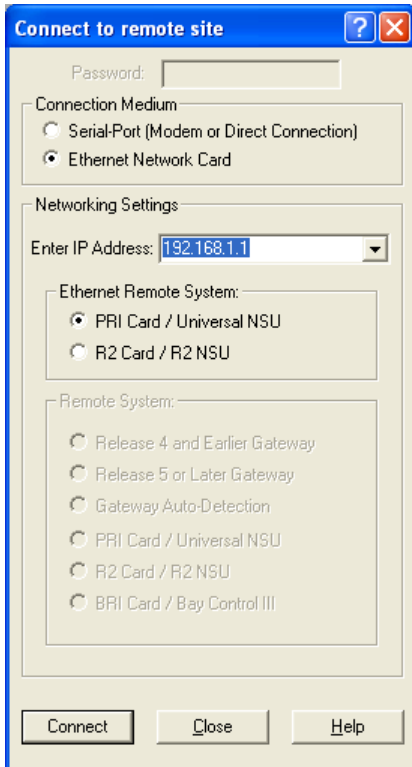 Connect to remote site
Password:
Connection Medium
Serial-Port (Modem or Direct Connection)
Ethernet Network Card
Networking Settings
Enter IP Address: 192.168.1.1
Ethernet Remote System:
PRI Card / Universal NSU
R2 Card / R2 NSU
Remote System:
Release 4 and Earlier Gateway
Release 5 or Later Gateway
Gateway Auto-Detection
PRI Card / Universal NSU
R2 Card / R2 NSU
BRI Card / Bay Control III
Connect Close Help